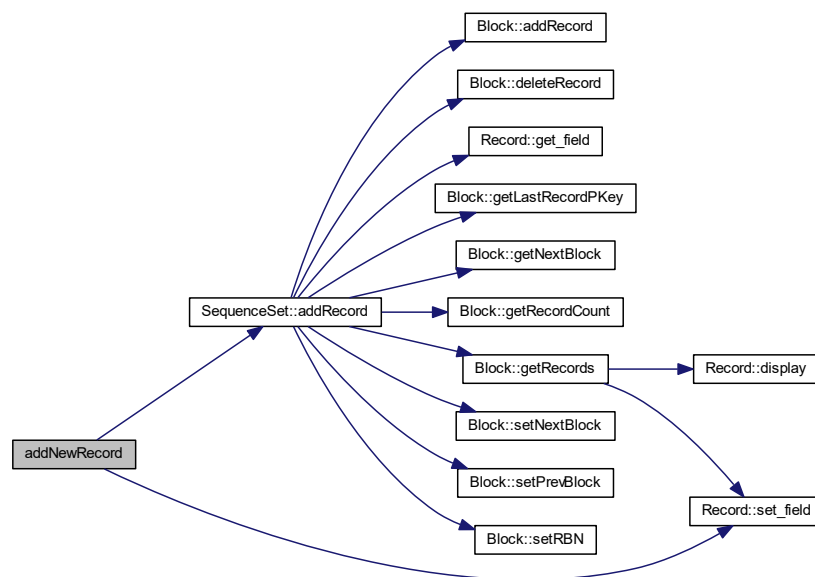 Block::addRecord
Block::deleteRecord
Record::get_field
Block::getLastRecordPKey
Block::getNextBlock
SequenceSet::addRecord
Block::getRecordCount
Block::getRecords
Record::display
Block::setNextBlock
addNewRecord
Block::setPrevBlock
Record::set_field
Block::setRBN